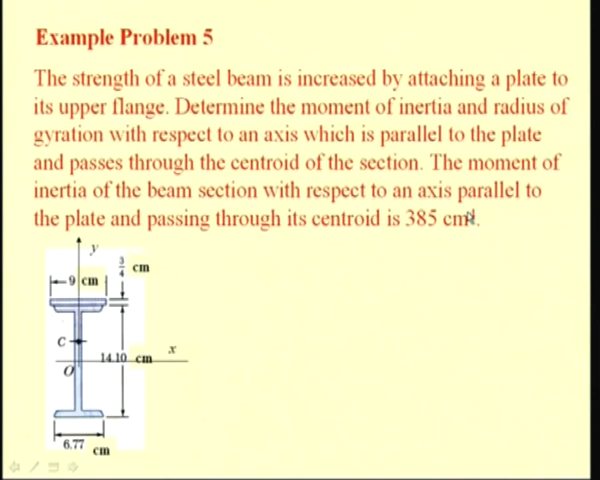 Example Problem 5
The strength of a steel beam is increased by attaching a plate to
its upper flange. Determine the moment of inertia and radius of
gyration with respect to an axis which is parallel to the plate
and passes through the centroid of the section. The moment of
inertia of the beam section with respect to an axis parallel to
the plate and passing through its centroid is 385 cm⁴.
y
3/4 cm
9 cm
C
x
14.10 cm
O
6.77 cm